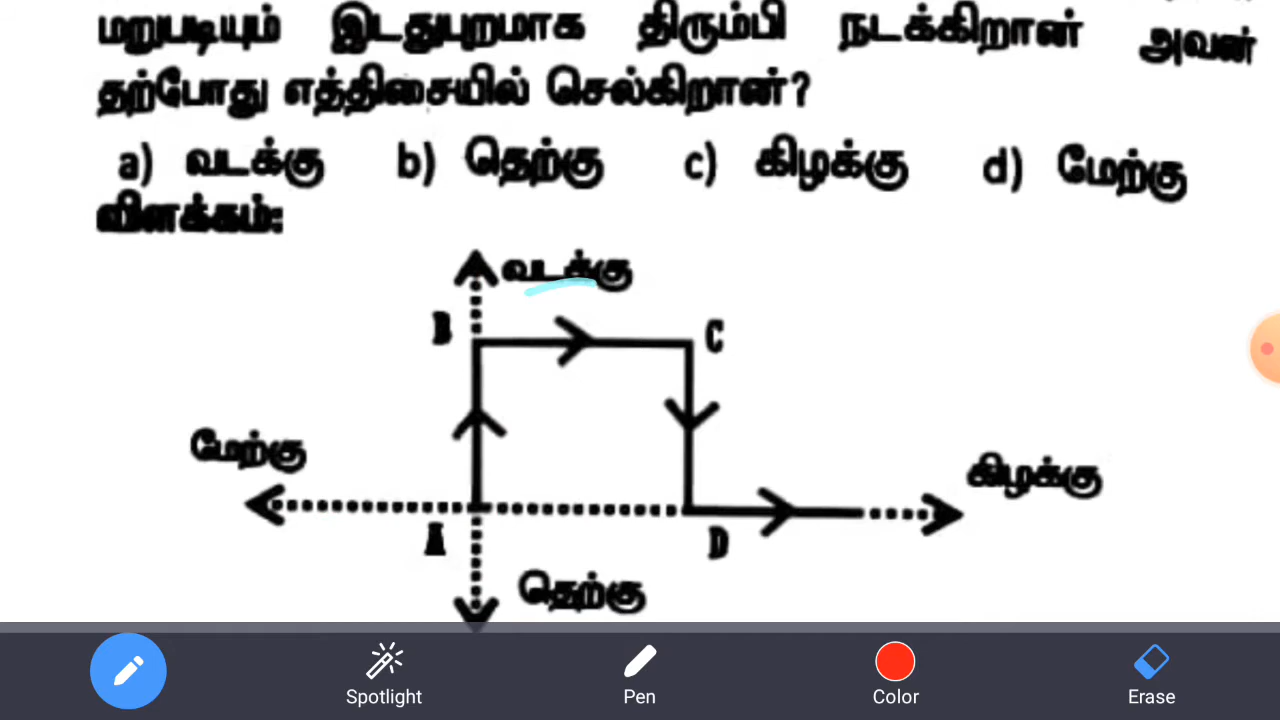 மறுபடியும் இடதுபுறமாக திரும்பி நடக்கிறான் அவன்
தற்போது எத்திசையில் செல்கிறான்?
a) வடக்கு b) தெற்கு c) கிழக்கு d) மேற்கு
விளக்கம்:
வடக்கு
B C
மேற்கு
கிழக்கு
A D
தெற்கு
Spotlight Pen Color Erase